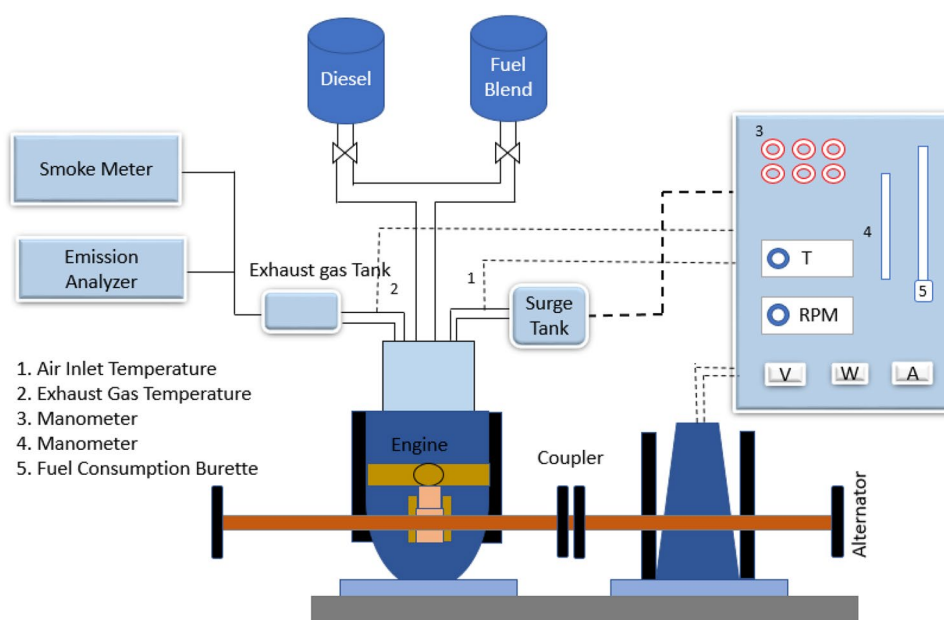 Diesel
Fuel
Blend
3
Smoke Meter
4
T
Emission
Analyzer
Exhaust gas Tank
1
2
5
Surge
Tank
RPM
1. Air Inlet Temperature
2. Exhaust Gas Temperature
3. Manometer
4. Manometer
5. Fuel Consumption Burette
V
W
A
Engine
Coupler
Alternator